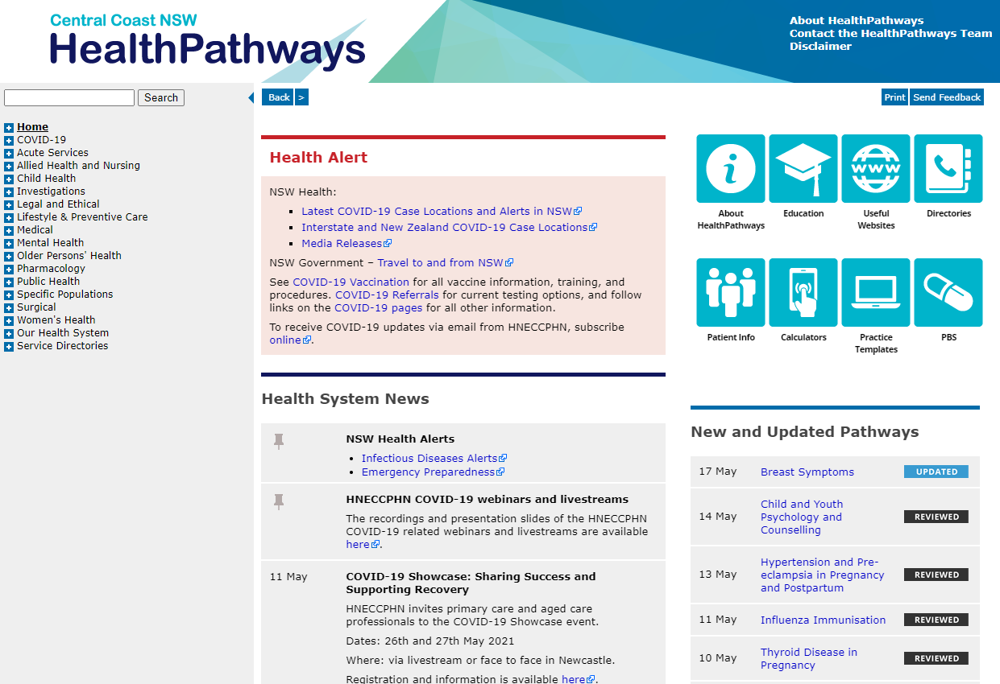 Central Coast NSW
HealthPathways
About HealthPathways
Contact the HealthPathways Team
Disclaimer
Search
Home
COVID-19
Acute Services
Allied Health and Nursing
Child Health
Investigations
Legal and Ethical
Lifestyle & Preventive Care
Medical
Mental Health
Older Persons' Health
Pharmacology
Public Health
Specific Populations
Surgical
Women's Health
Our Health System
Service Directories
Back >
Print Send Feedback
Health Alert
NSW Health:
Latest COVID-19 Case Locations and Alerts in NSW
Interstate and New Zealand COVID-19 Case Locations
Media Releases
NSW Government – Travel to and from NSW
See COVID-19 Vaccination for all vaccine information, training, and
procedures. COVID-19 Referrals for current testing options, and follow
links on the COVID-19 pages for all other information.
To receive COVID-19 updates via email from HNECCPHN, subscribe
online.
Health System News
NSW Health Alerts
Infectious Diseases Alerts
Emergency Preparedness
HNECCPHN COVID-19 webinars and livestreams
The recordings and presentation slides of the HNECCPHN
COVID-19 related webinars and livestreams are available
here.
11 May COVID-19 Showcase: Sharing Success and
Supporting Recovery
HNECCPHN invites primary care and aged care
professionals to the COVID-19 Showcase event.
Dates: 26th and 27th May 2021
Where: via livestream or face to face in Newcastle.
Registration and information is available here.
www
About
HealthPathways
Education
Useful
Websites
Directories
Patient Info
Calculators
Practice
Templates
PBS
New and Updated Pathways
17 May Breast Symptoms UPDATED
Child and Youth
14 May Psychology and REVIEWED
Counselling
Hypertension and Pre-
13 May eclampsia in Pregnancy REVIEWED
and Postpartum
11 May Influenza Immunisation REVIEWED
Thyroid Disease in
10 May Pregnancy REVIEWED